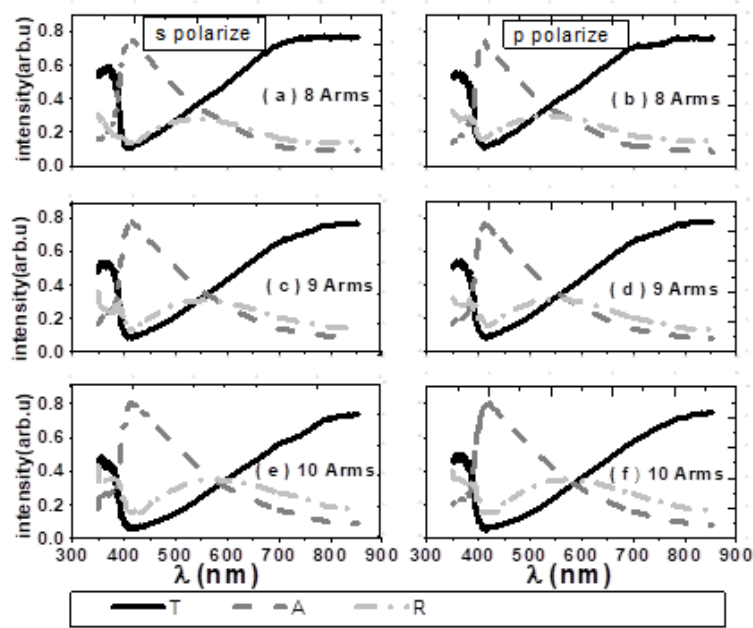 s polarize
p polarize
0.8
0.6
0.4
0.2
0.0
intensity(arb.u)
( a ) 8 Arms
( b ) 8 Arms
0.8
0.6
0.4
0.2
0.0
intensity(arb.u)
( c ) 9 Arms
( d ) 9 Arms
0.8
0.6
0.4
0.2
0.0
intensity(arb.u)
( e ) 10 Arms
( f ) 10 Arms
300 400 500 600 700 800 900
300 400 500 600 700 800 900
λ (nm)
λ (nm)
T A R